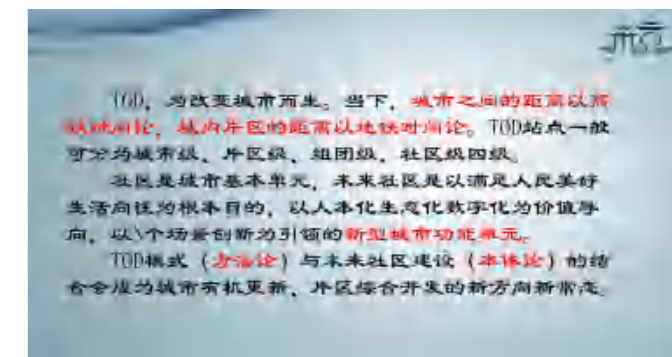 TOD，为改变城市而生。当下，城市之间的距离以高
铁时间论，城内片区的距离以地铁时间论。TOD站点一般
可分为城市级、片区级、组团级、社区级四级。
社区是城市基本单元，未来社区是以满足人民美好
生活向往为根本目的，以人本化生态化数字化为价值导
向，以\个场景创新为引领的新型城市功能单元。
TOD模式（方法论）与未来社区建设（本体论）的结
合会成为城市有机更新、片区综合开发的新方向新常态。